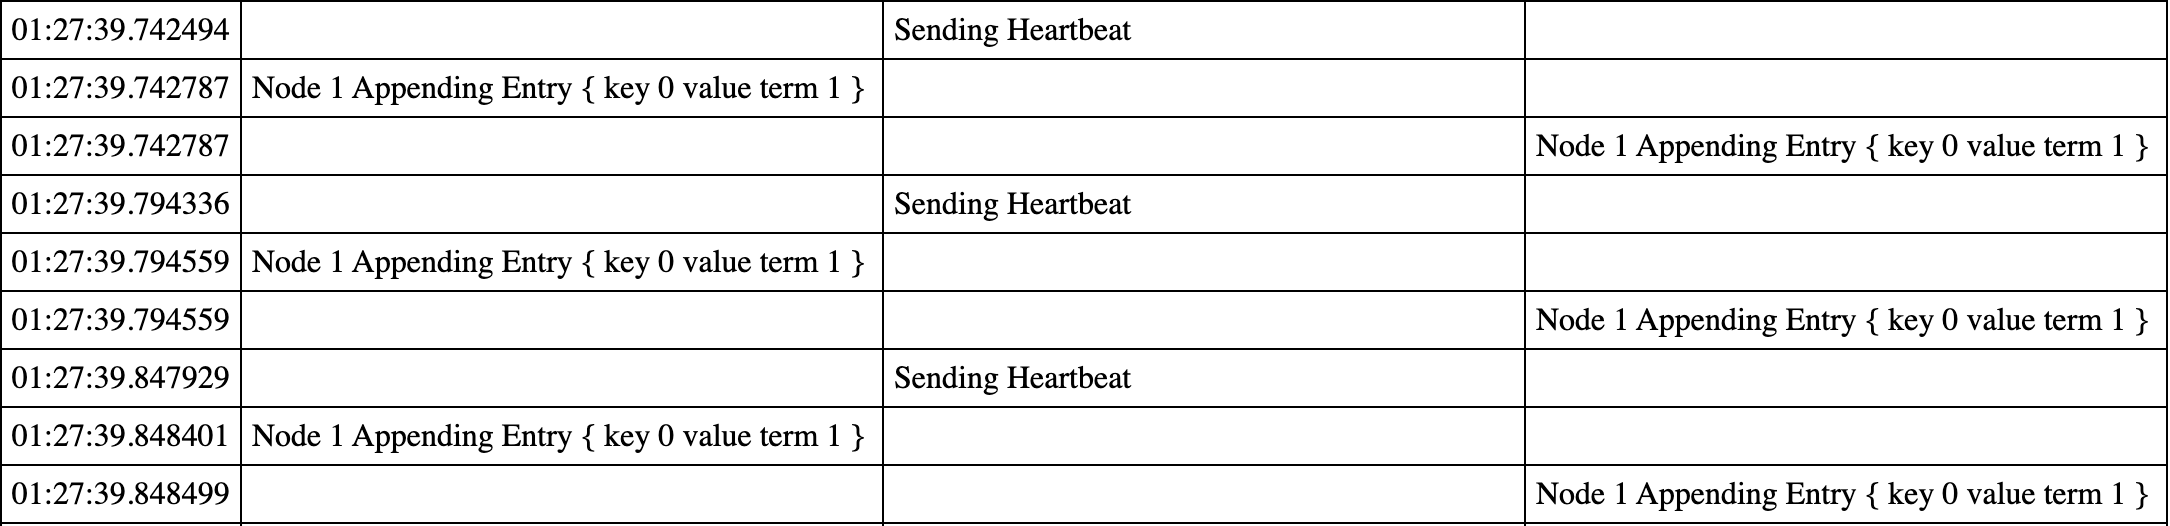 01:27:39.742494 Sending Heartbeat
01:27:39.742787 Node 1 Appending Entry { key 0 value term 1 }
01:27:39.742787 Node 1 Appending Entry { key 0 value term 1 }
01:27:39.794336 Sending Heartbeat
01:27:39.794559 Node 1 Appending Entry { key 0 value term 1 }
01:27:39.794559 Node 1 Appending Entry { key 0 value term 1 }
01:27:39.847929 Sending Heartbeat
01:27:39.848401 Node 1 Appending Entry { key 0 value term 1 }
01:27:39.848499 Node 1 Appending Entry { key 0 value term 1 }